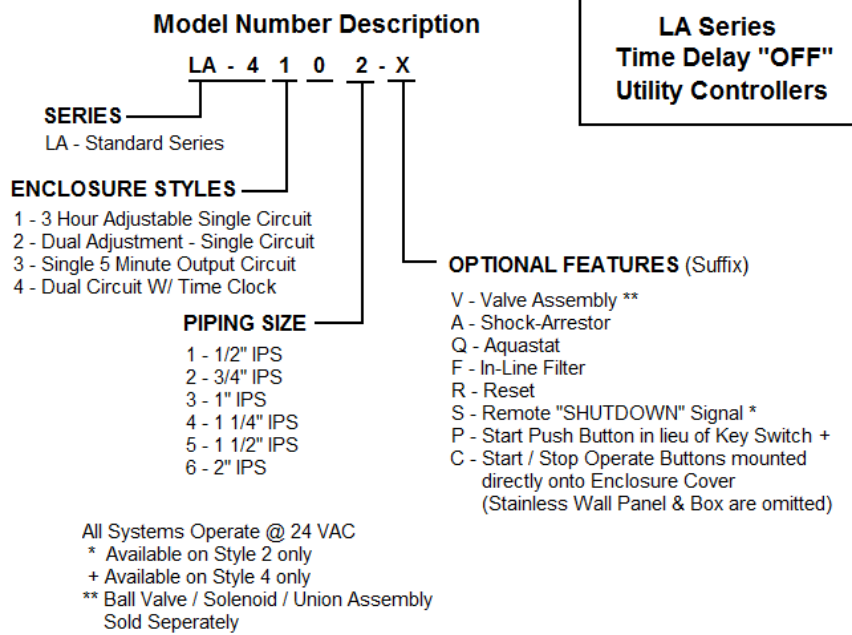 Model Number Description
LA - 4 1 0 2 - X
LA Series
Time Delay "OFF"
Utility Controllers
SERIES
LA - Standard Series
ENCLOSURE STYLES
1 - 3 Hour Adjustable Single Circuit
2 - Dual Adjustment - Single Circuit
3 - Single 5 Minute Output Circuit
4 - Dual Circuit W/ Time Clock
PIPING SIZE
1 - 1/2" IPS
2 - 3/4" IPS
3 - 1" IPS
4 - 1 1/4" IPS
5 - 1 1/2" IPS
6 - 2" IPS
OPTIONAL FEATURES (Suffix)
V - Valve Assembly **
A - Shock-Arrestor
Q - Aquastat
F - In-Line Filter
R - Reset
S - Remote "SHUTDOWN" Signal *
P - Start Push Button in lieu of Key Switch +
C - Start / Stop Operate Buttons mounted
directly onto Enclosure Cover
(Stainless Wall Panel & Box are omitted)
All Systems Operate @ 24 VAC
* Available on Style 2 only
+ Available on Style 4 only
** Ball Valve / Solenoid / Union Assembly
Sold Seperately